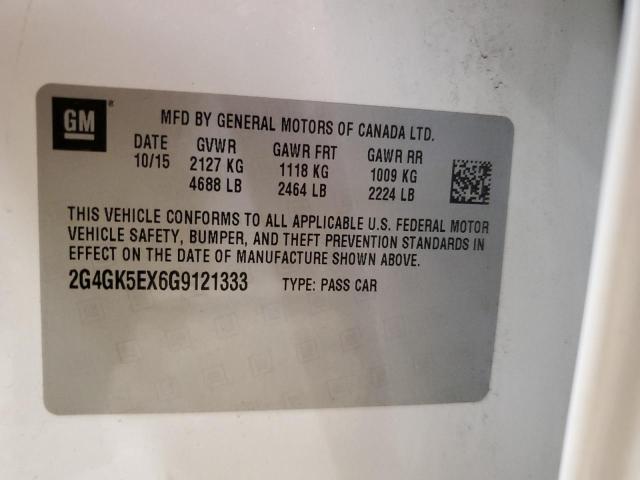 GM
MFD BY GENERAL MOTORS OF CANADA LTD.
DATE GVWR GAWR FRT GAWR RR
10/15 2127 KG 1118 KG 1009 KG
4688 LB 2464 LB 2224 LB
THIS VEHICLE CONFORMS TO ALL APPLICABLE U.S. FEDERAL MOTOR
VEHICLE SAFETY, BUMPER, AND THEFT PREVENTION STANDARDS IN
EFFECT ON THE DATE OF MANUFACTURE SHOWN ABOVE.
2G4GK5EX6G9121333 TYPE: PASS CAR